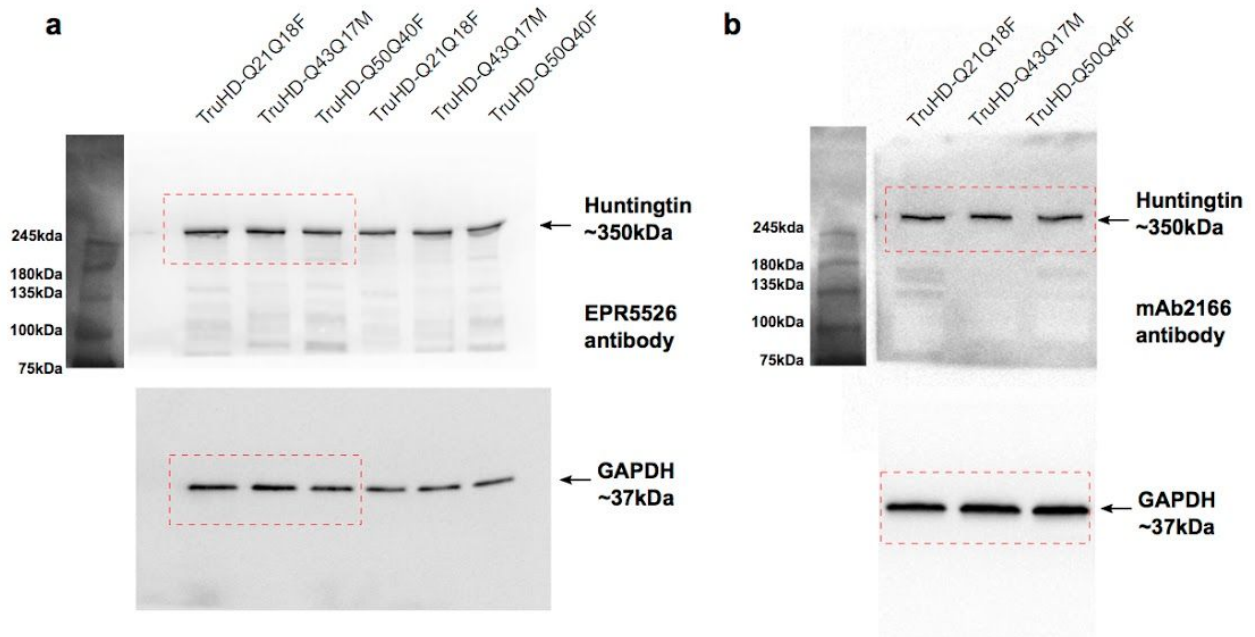 a
TruHD-Q21Q18F
TruHD-Q43Q17M
TruHD-Q50Q40F
TruHD-Q21Q18F
TruHD-Q43Q17M
TruHD-Q50Q40F
245kda
180kDa
135kDa
100kDa
75kDa
Huntingtin
~350kDa
EPR5526
antibody
GAPDH
~37kDa
b
TruHD-Q21Q18F
TruHD-Q43Q17M
TruHD-Q50Q40F
245kda
180kDa
135kDa
100kDa
75kDa
Huntingtin
~350kDa
mAb2166
antibody
GAPDH
~37kDa